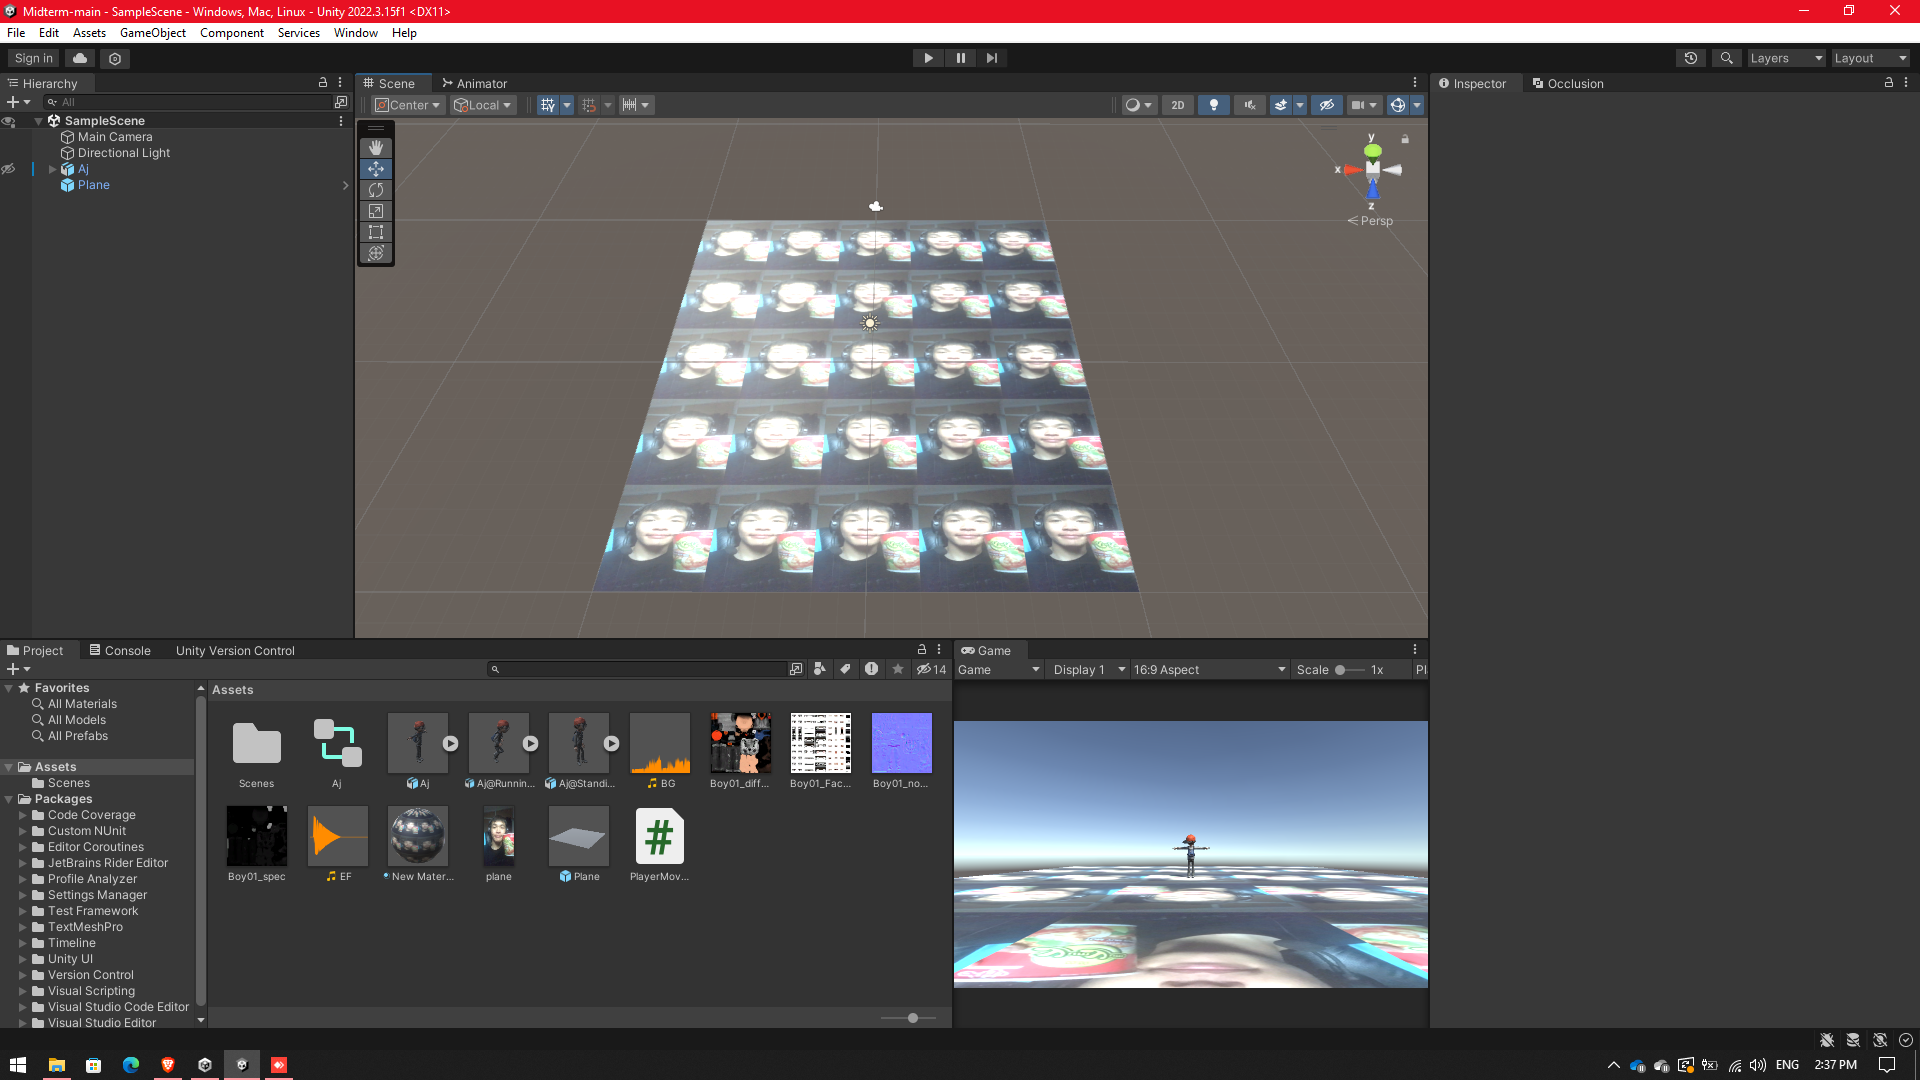 Midterm-main - SampleScene - Windows, Mac, Linux - Unity 2022.3.15f1 <DX11>
File Edit Assets GameObject Component Services Window Help
Sign in
Layers
Layout
Hierarchy
All
SampleScene
Main Camera
Directional Light
Aj
Plane
Scene
Animator
Center
Local
2D
y
x
z
Persp
Inspector
Occlusion
Project
Console
Unity Version Control
14
Favorites
All Materials
All Models
All Prefabs
Assets
Scenes
Packages
Code Coverage
Custom NUnit
Editor Coroutines
JetBrains Rider Editor
Profile Analyzer
Settings Manager
Test Framework
TextMeshPro
Timeline
Unity UI
Version Control
Visual Scripting
Visual Studio Code Editor
Visual Studio Editor
Assets
Scenes
Aj
Aj
Aj@Runnin...
Aj@Standi...
BG
Boy01_diff...
Boy01_Fac...
Boy01_no...
Boy01_spec
EF
New Mater...
plane
Plane
#
PlayerMov...
Game
Game
Display 1
16:9 Aspect
Scale
1x
Pl
ENG
2:37 PM